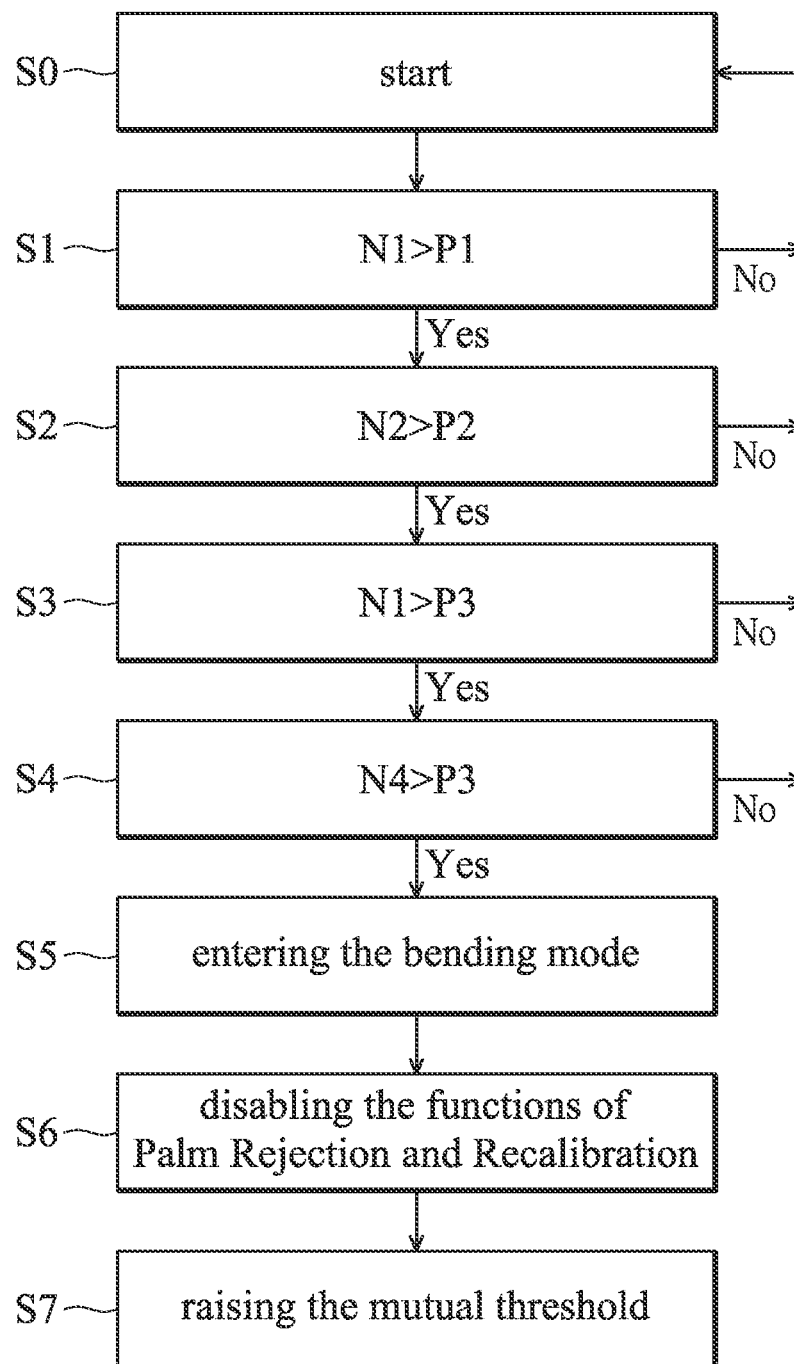 S0
start
S1
N1>P1
No
Yes
S2
N2>P2
No
Yes
S3
N1>P3
No
Yes
S4
N4>P3
No
Yes
S5
entering the bending mode
S6
disabling the functions of
Palm Rejection and Recalibration
S7
raising the mutual threshold